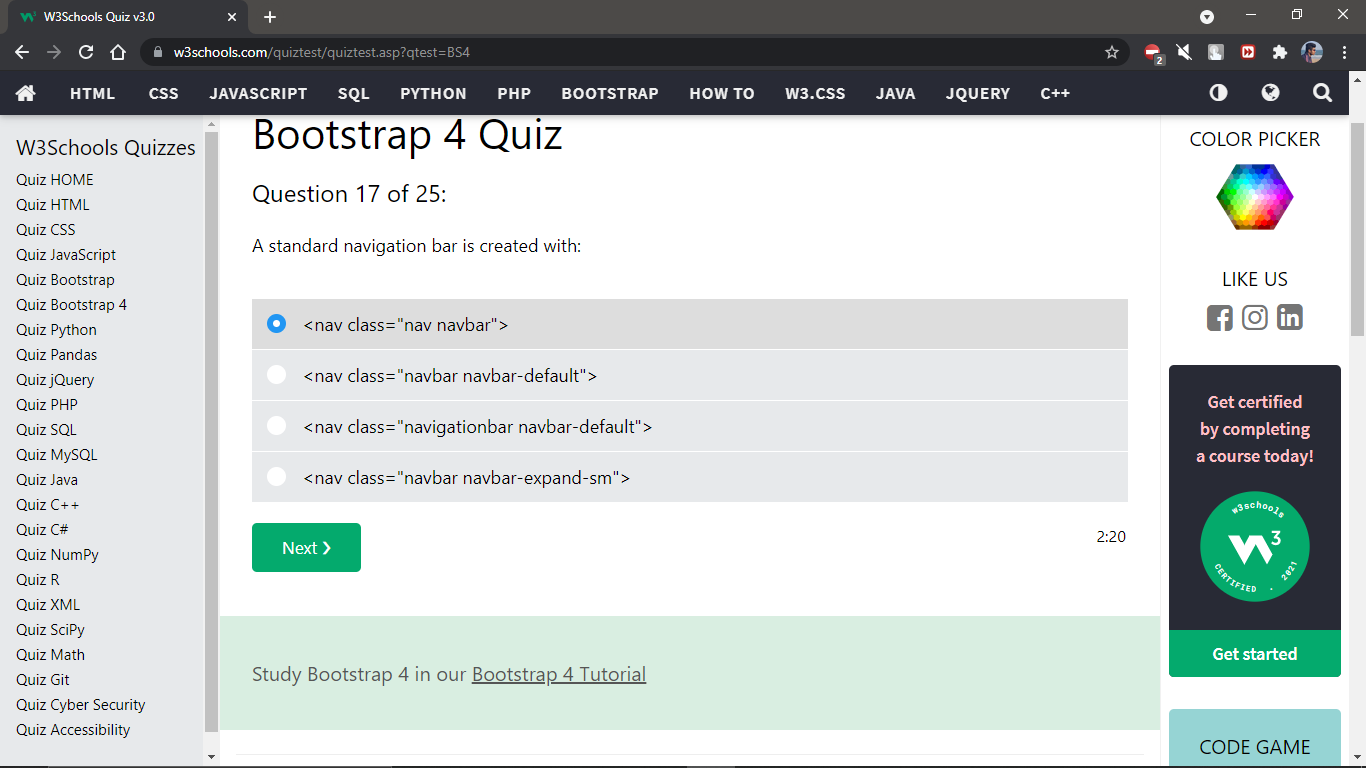 W3Schools Quiz v3.0
w3schools.com/quiztest/quiztest.asp?qtest=BS4
2
HTML CSS JAVASCRIPT SQL PYTHON PHP BOOTSTRAP HOW TO W3.CSS JAVA JQUERY C++
W3Schools Quizzes
Quiz HOME
Quiz HTML
Quiz CSS
Quiz JavaScript
Quiz Bootstrap
Quiz Bootstrap 4
Quiz Python
Quiz Pandas
Quiz jQuery
Quiz PHP
Quiz SQL
Quiz MySQL
Quiz Java
Quiz C++
Quiz C#
Quiz NumPy
Quiz R
Quiz XML
Quiz SciPy
Quiz Math
Quiz Git
Quiz Cyber Security
Quiz Accessibility
Bootstrap 4 Quiz
Question 17 of 25:
A standard navigation bar is created with:
<nav class="nav navbar">
<nav class="navbar navbar-default">
<nav class="navigationbar navbar-default">
<nav class="navbar navbar-expand-sm">
Next ❯
2:20
Study Bootstrap 4 in our Bootstrap 4 Tutorial
COLOR PICKER
LIKE US
Get certified
by completing
a course today!
w3schools
W3
CERTIFIED . 2021
Get started
CODE GAME